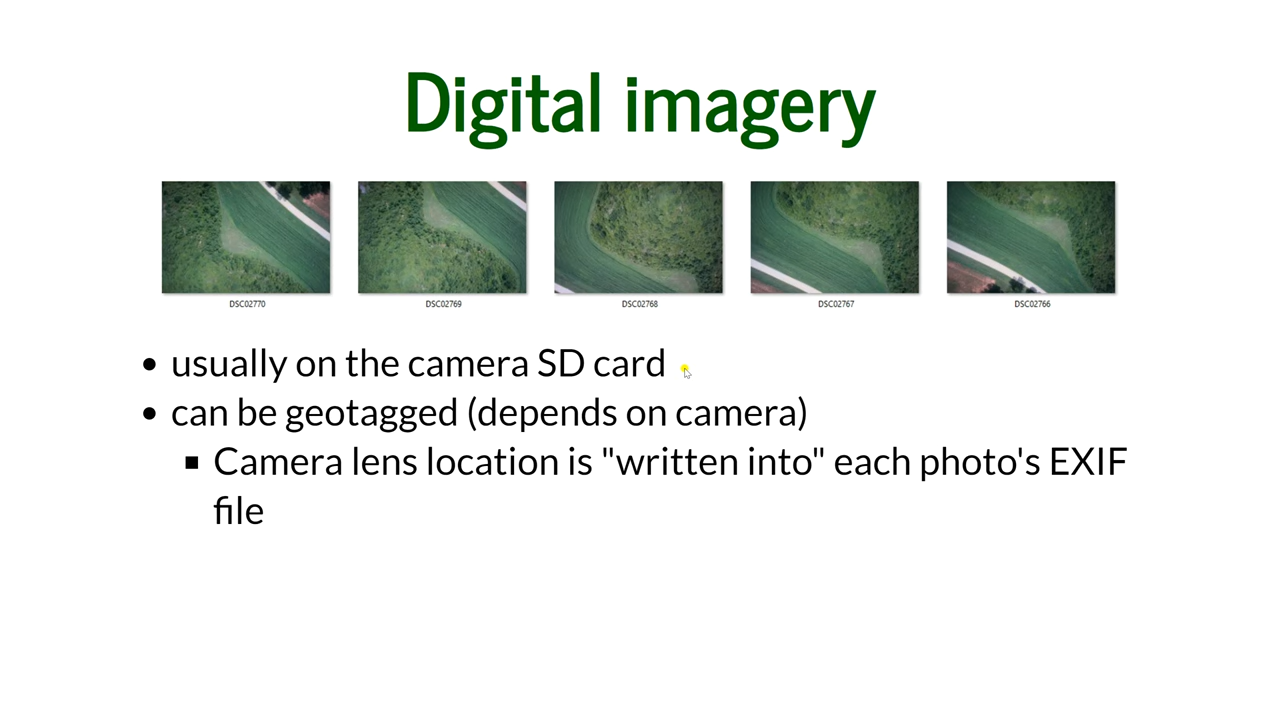 Digital imagery
DSC02770 DSC02769 DSC02768 DSC02767 DSC02766
usually on the camera SD card
can be geotagged (depends on camera)
Camera lens location is "written into" each photo's EXIF
file